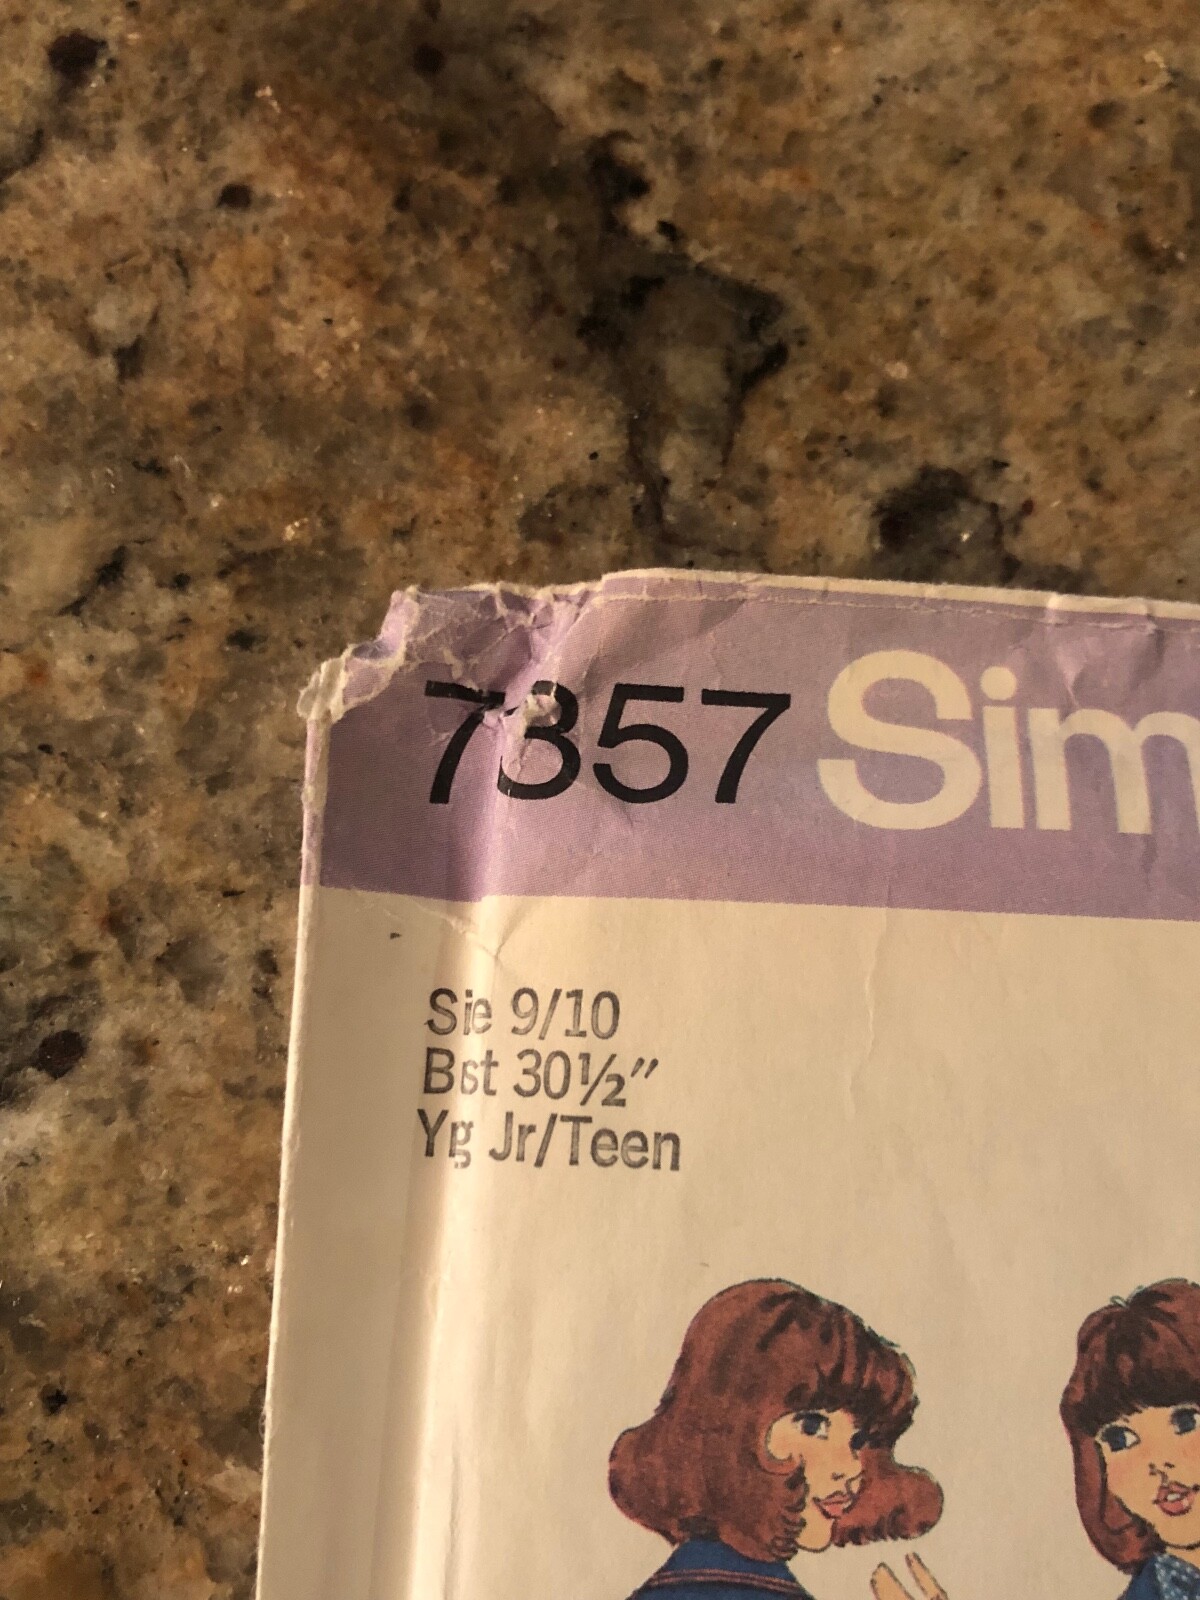 7357 Sim
Sie 9/10
Bst 30½"
Yg Jr/Teen